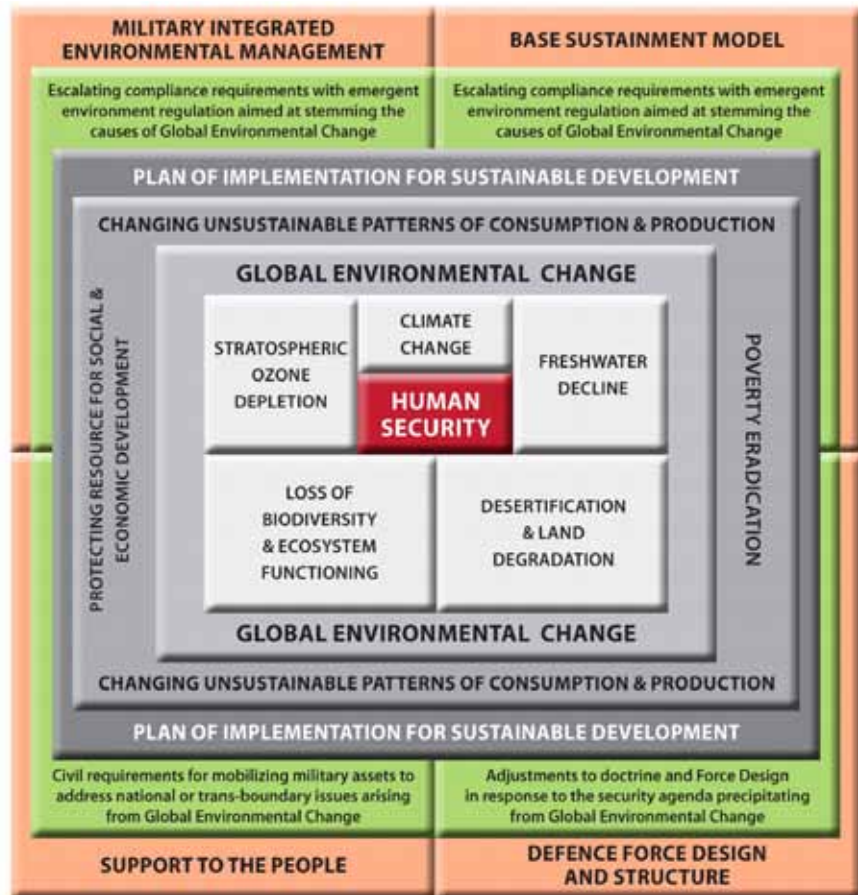 MILITARY INTEGRATED
ENVIRONMENTAL MANAGEMENT
BASE SUSTAINMENT MODEL
Escalating compliance requirements with emergent
environment regulation aimed at stemming the
causes of Global Environmental Change
Escalating compliance requirements with emergent
environment regulation aimed at stemming the
causes of Global Environmental Change
PLAN OF IMPLEMENTATION FOR SUSTAINABLE DEVELOPMENT
CHANGING UNSUSTAINABLE PATTERNS OF CONSUMPTION & PRODUCTION
PROTECTING RESOURCE FOR SOCIAL &
ECONOMIC DEVELOPMENT
GLOBAL ENVIRONMENTAL CHANGE
STRATOSPHERIC
OZONE
DEPLETION
CLIMATE
CHANGE
FRESHWATER
DECLINE
HUMAN
SECURITY
LOSS OF
BIODIVERSITY
& ECOSYSTEM
FUNCTIONING
DESERTIFICATION
& LAND
DEGRADATION
POVERTY ERADICATION
GLOBAL ENVIRONMENTAL CHANGE
CHANGING UNSUSTAINABLE PATTERNS OF CONSUMPTION & PRODUCTION
PLAN OF IMPLEMENTATION FOR SUSTAINABLE DEVELOPMENT
Civil requirements for mobilizing military assets to
address national or trans-boundary issues arising
from Global Environmental Change
Adjustments to doctrine and Force Design
in response to the security agenda precipitating
from Global Environmental Change
SUPPORT TO THE PEOPLE
DEFENCE FORCE DESIGN
AND STRUCTURE